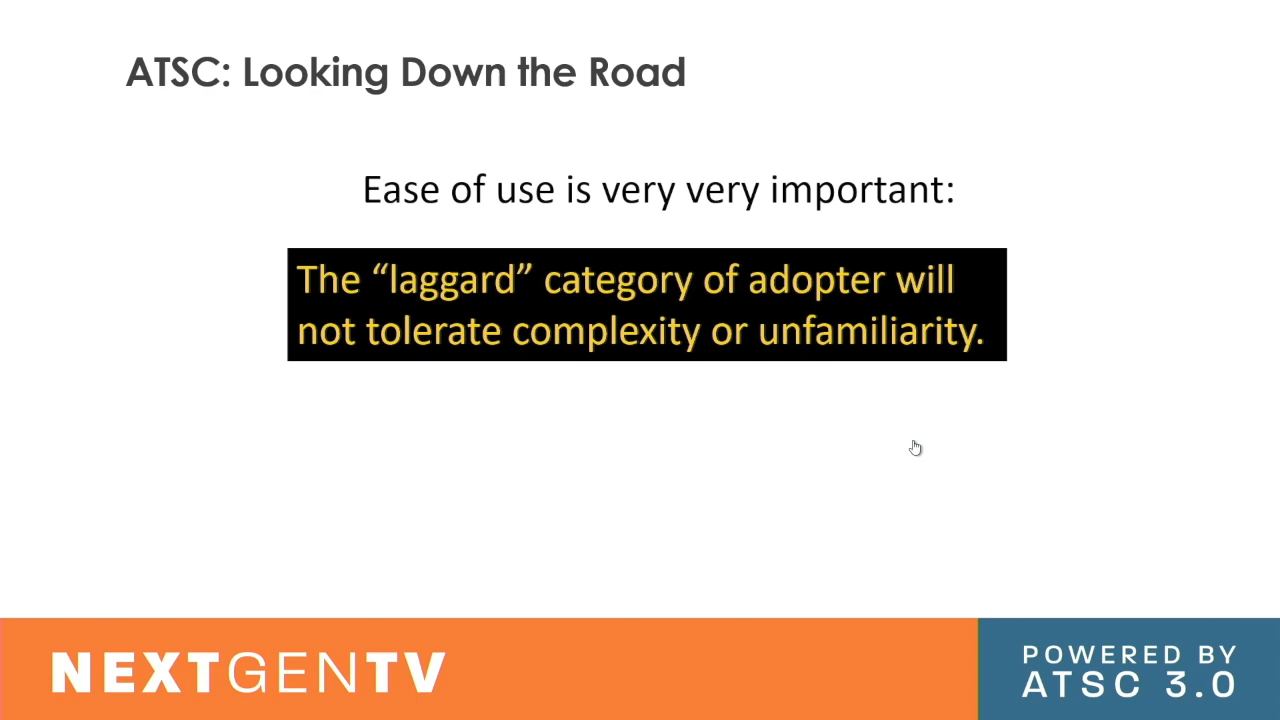 ATSC: Looking Down the Road
Ease of use is very very important:
The “laggard” category of adopter will
not tolerate complexity or unfamiliarity.
NEXTGENTV
POWERED BY
ATSC 3.0